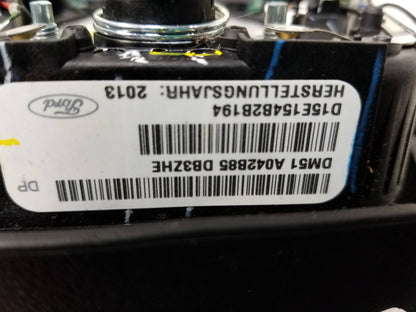 DP
DM51 A042B85 DB3ZHE
D15E154B2B194
HERSTELLUNGSJAHR: 2013
Ford